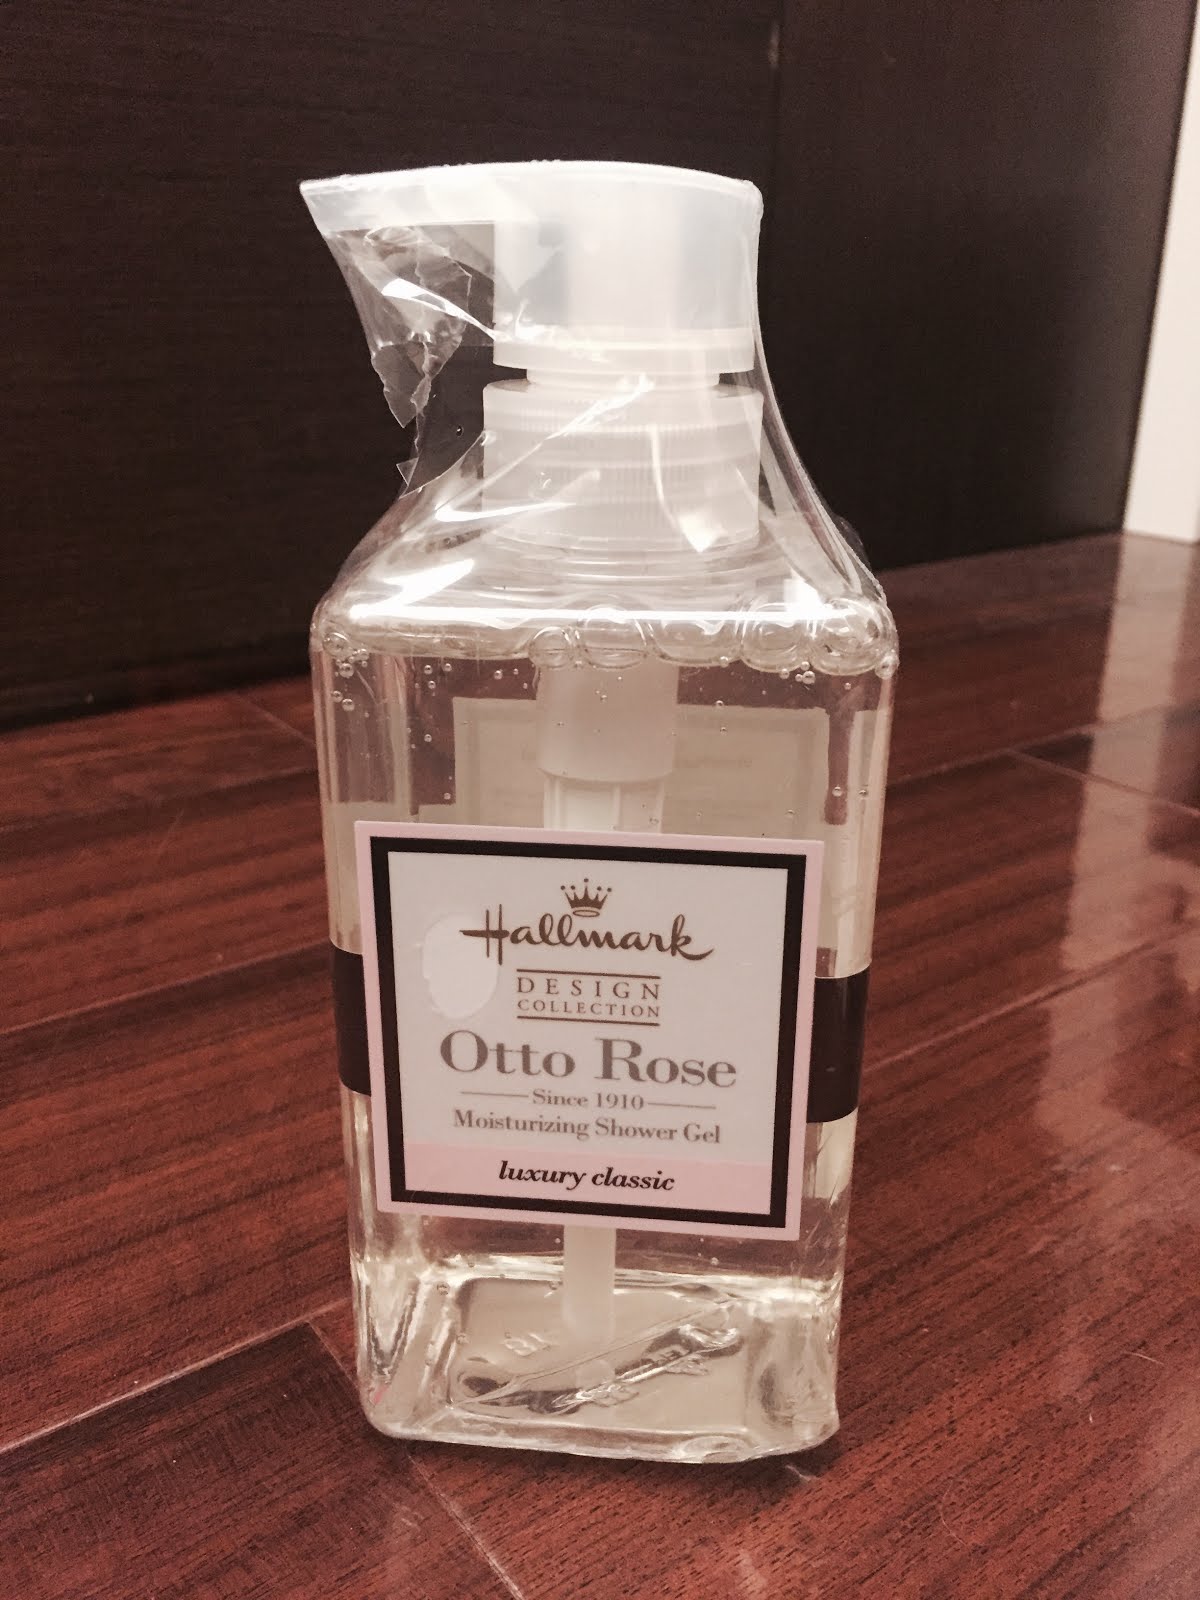 Hallmark
DESIGN
COLLECTION
Otto Rose
Since 1910
Moisturizing Shower Gel
luxury classic